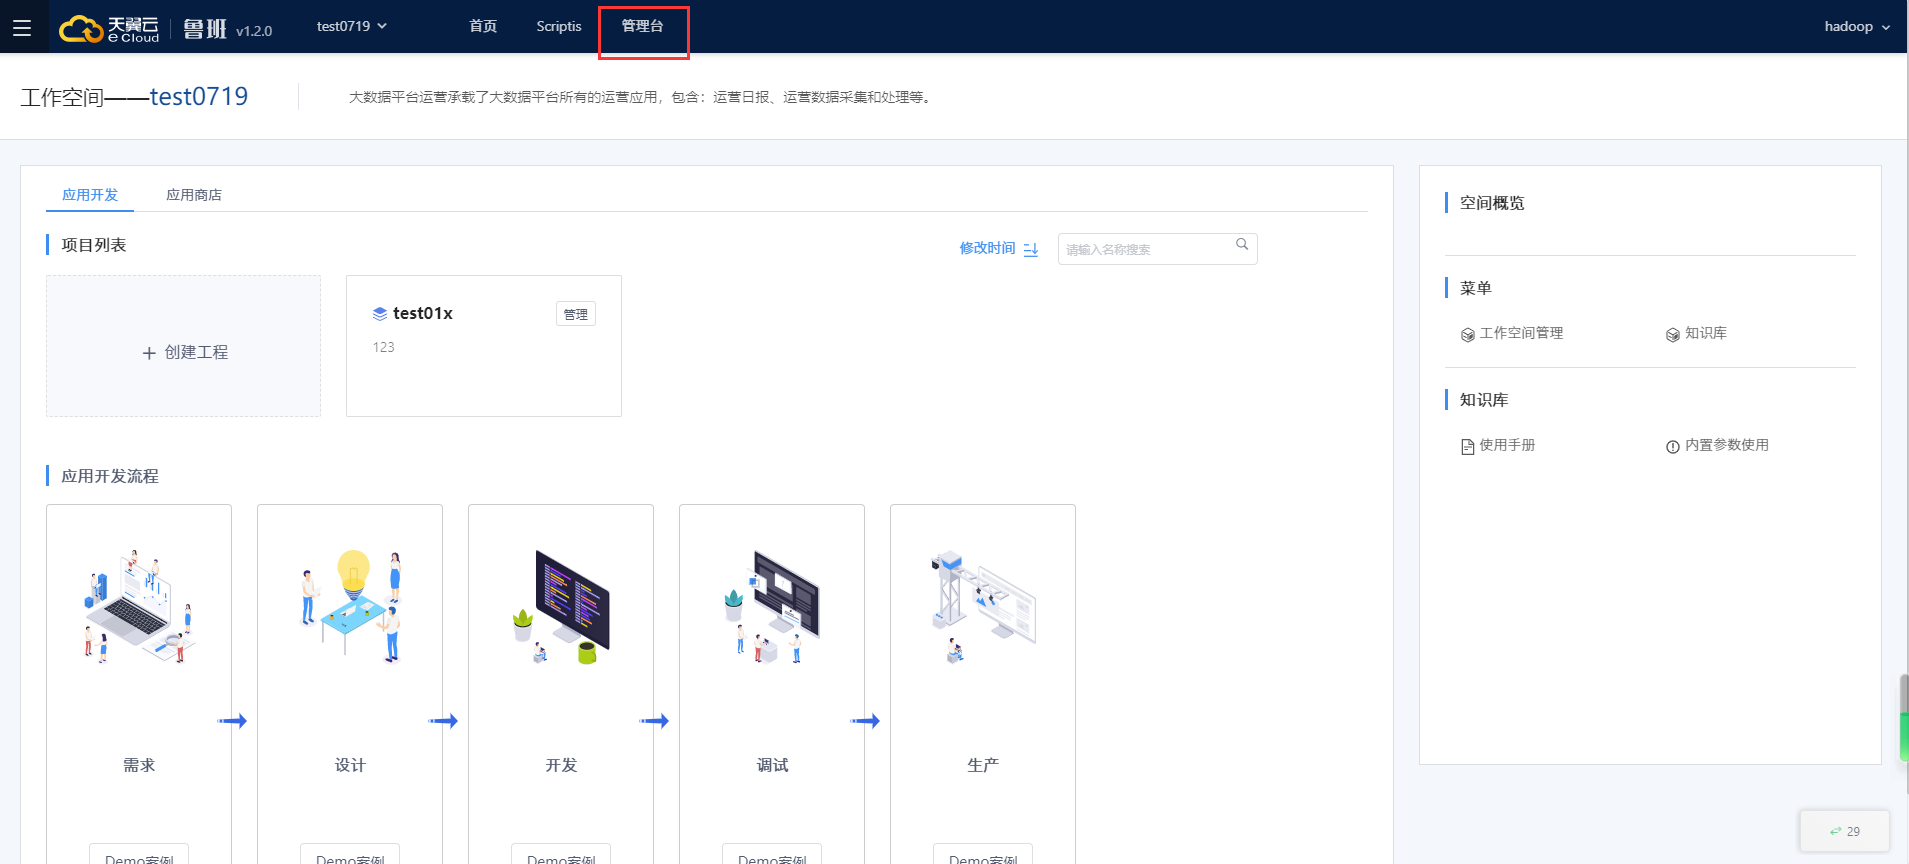 天翼云
e Cloud
鲁班 v1.2.0
test0719
首页
Scriptis
管理台
hadoop
工作空间——test0719
大数据平台运营承载了大数据平台所有的运营应用，包含：运营日报、运营数据采集和处理等。
应用开发
应用商店
项目列表
修改时间
请输入名称搜索
创建工程
test01x
管理
123
应用开发流程
需求
设计
开发
调试
生产
Demo案例
Demo案例
Demo案例
Demo案例
Demo案例
空间概览
菜单
工作空间管理
知识库
知识库
使用手册
内置参数使用
29